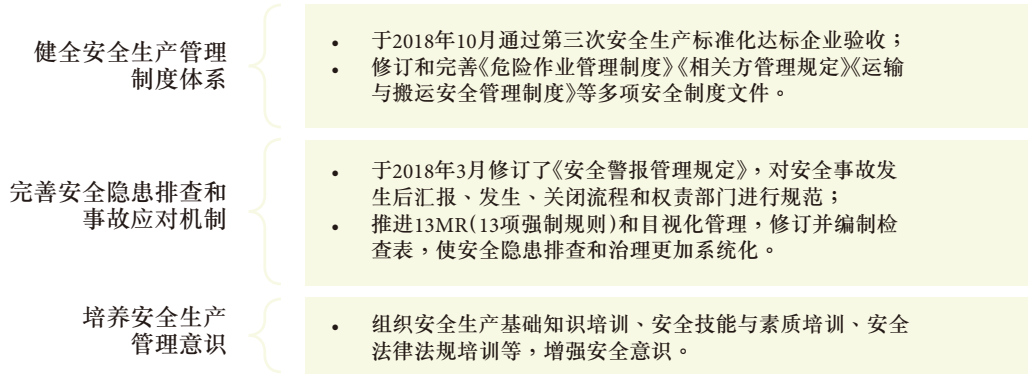 健全安全生产管理
制度体系
• 于2018年10月通过第三次安全生产标准化达标企业验收；
• 修订和完善《危险作业管理制度》《相关方管理规定》《运输
与搬运安全管理制度》等多项安全制度文件。
完善安全隐患排查和
事故应对机制
• 于2018年3月修订了《安全警报管理规定》，对安全事故发
生后汇报、发生、关闭流程和权责部门进行规范；
• 推进13MR(13项强制规则)和目视化管理，修订并编制检
查表，使安全隐患排查和治理更加系统化。
培养安全生产
管理意识
• 组织安全生产基础知识培训、安全技能与素质培训、安全
法律法规培训等，增强安全意识。